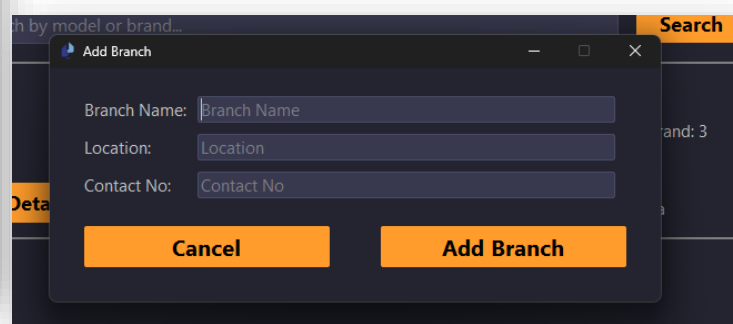 ch by model or brand...
Search
Add Branch
Branch Name: Branch Name
Location: Location
Contact No: Contact No
rand: 3
Deta
a
Cancel
Add Branch